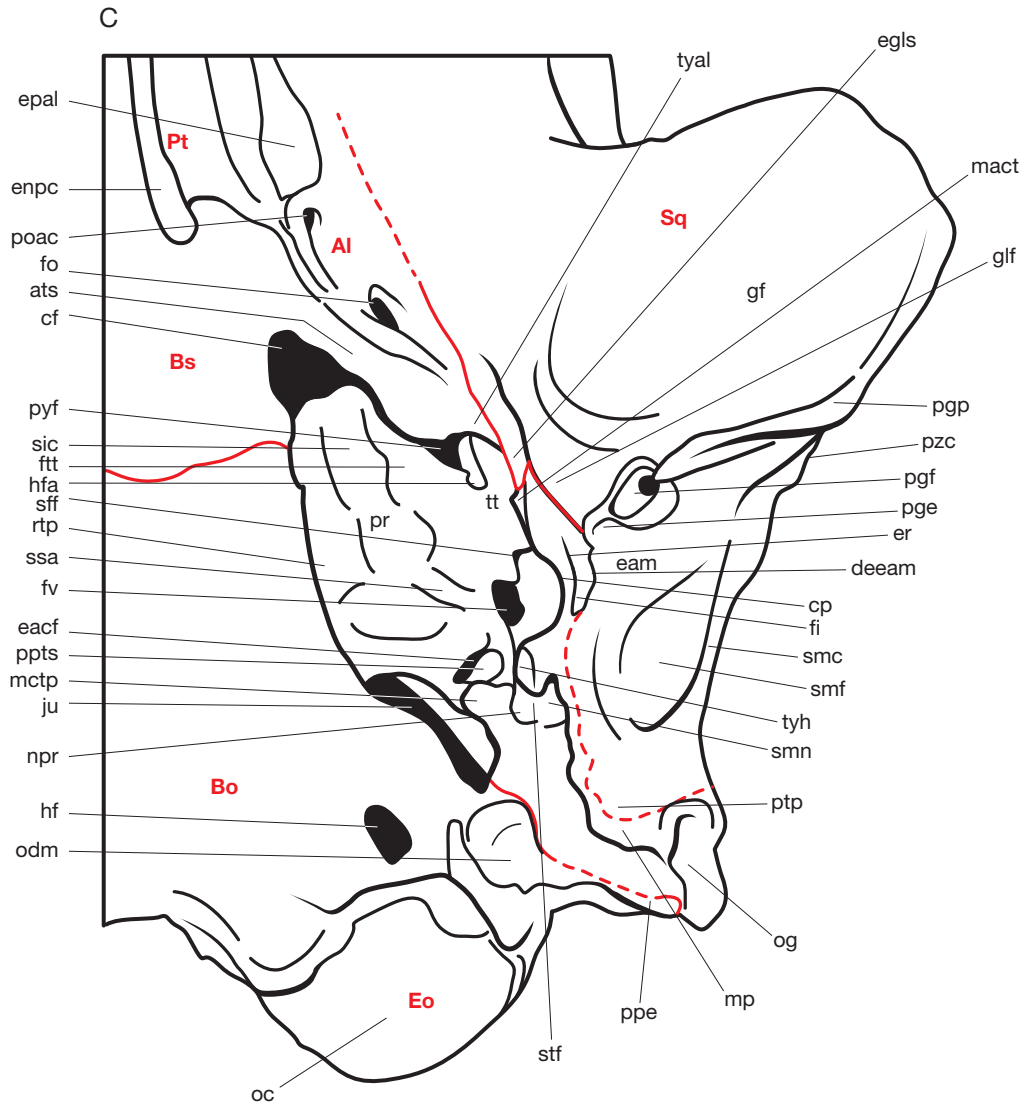 C
epal
enpc
poac
fo
ats
cf
pyf
sic
ftt
hfa
sff
rtp
ssa
fv
eacf
ppts
mctp
ju
npr
hf
odm
Pt
Al
Bs
Sq
gf
tt
pr
eam
Bo
Eo
tyal
egls
mact
glf
pgp
pzc
pgf
pge
er
deeam
cp
fi
smc
smf
tyh
smn
ptp
og
mp
ppe
stf
oc